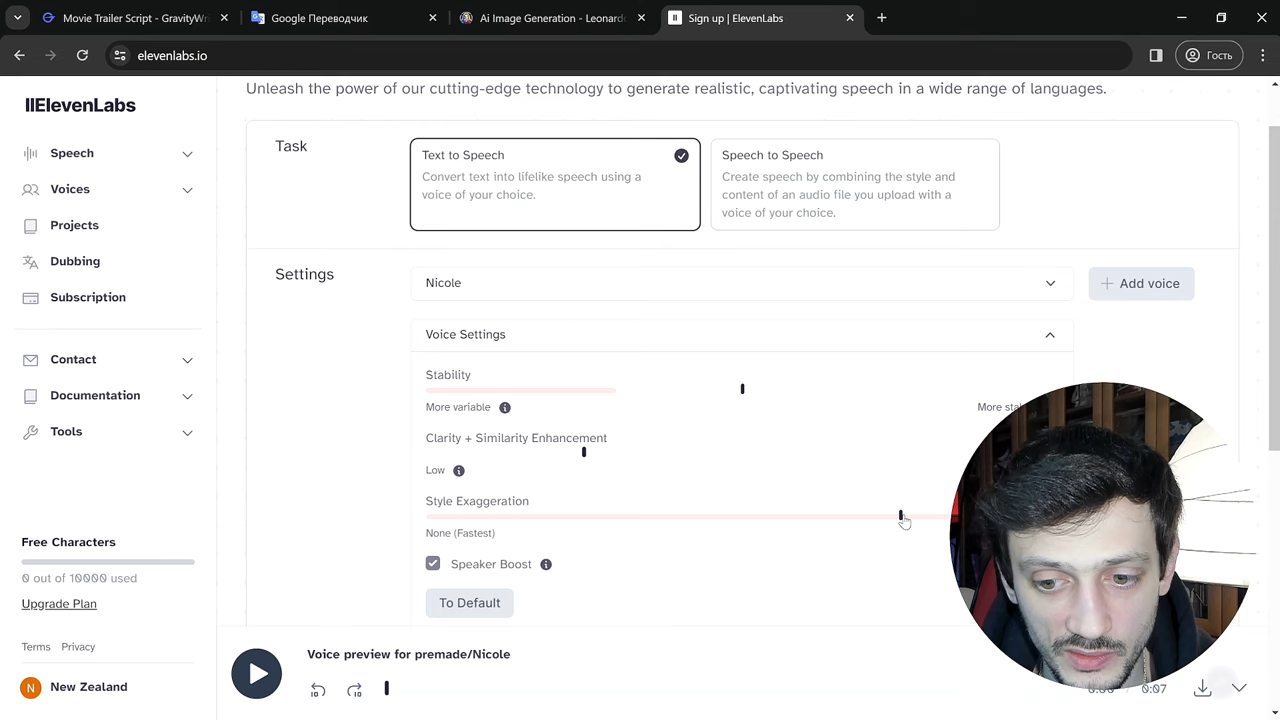 Movie Trailer Script - GravityWr
Google Переводчик
Ai Image Generation - Leonardo
Sign up | ElevenLabs
elevenlabs.io
Гость
IIElevenLabs
Speech
Voices
Projects
Dubbing
Subscription
Contact
Documentation
Tools
Free Characters
0 out of 10000 used
Upgrade Plan
Terms Privacy
N New Zealand
Unleash the power of our cutting-edge technology to generate realistic, captivating speech in a wide range of languages.
Task
Text to Speech
Convert text into lifelike speech using a
voice of your choice.
Speech to Speech
Create speech by combining the style and
content of an audio file you upload with a
voice of your choice.
Settings
Nicole
+ Add voice
Voice Settings
Stability
More variable
More
Clarity + Similarity Enhancement
Low
Style Exaggeration
None (Fastest)
Speaker Boost
To Default
Voice preview for premade/Nicole
10
10
0:07